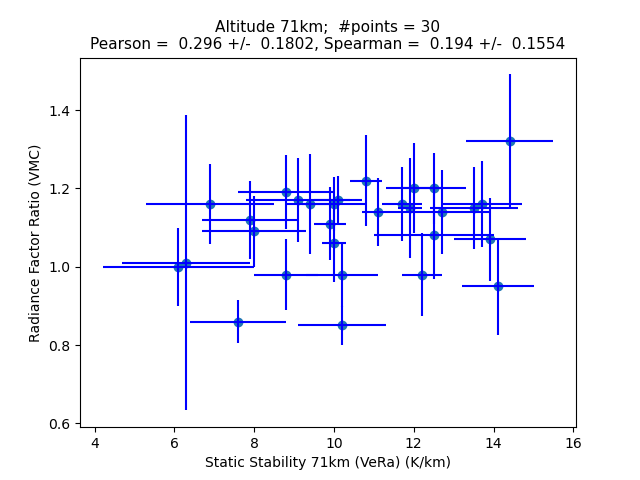 Altitude 71km;  #points = 30
Pearson =  0.296 +/-  0.1802, Spearman =  0.194 +/-  0.1554
1.4
1.2
1.0
0.8
0.6
Radiance Factor Ratio (VMC)
4 6 8 10 12 14 16
Static Stability 71km (VeRa) (K/km)